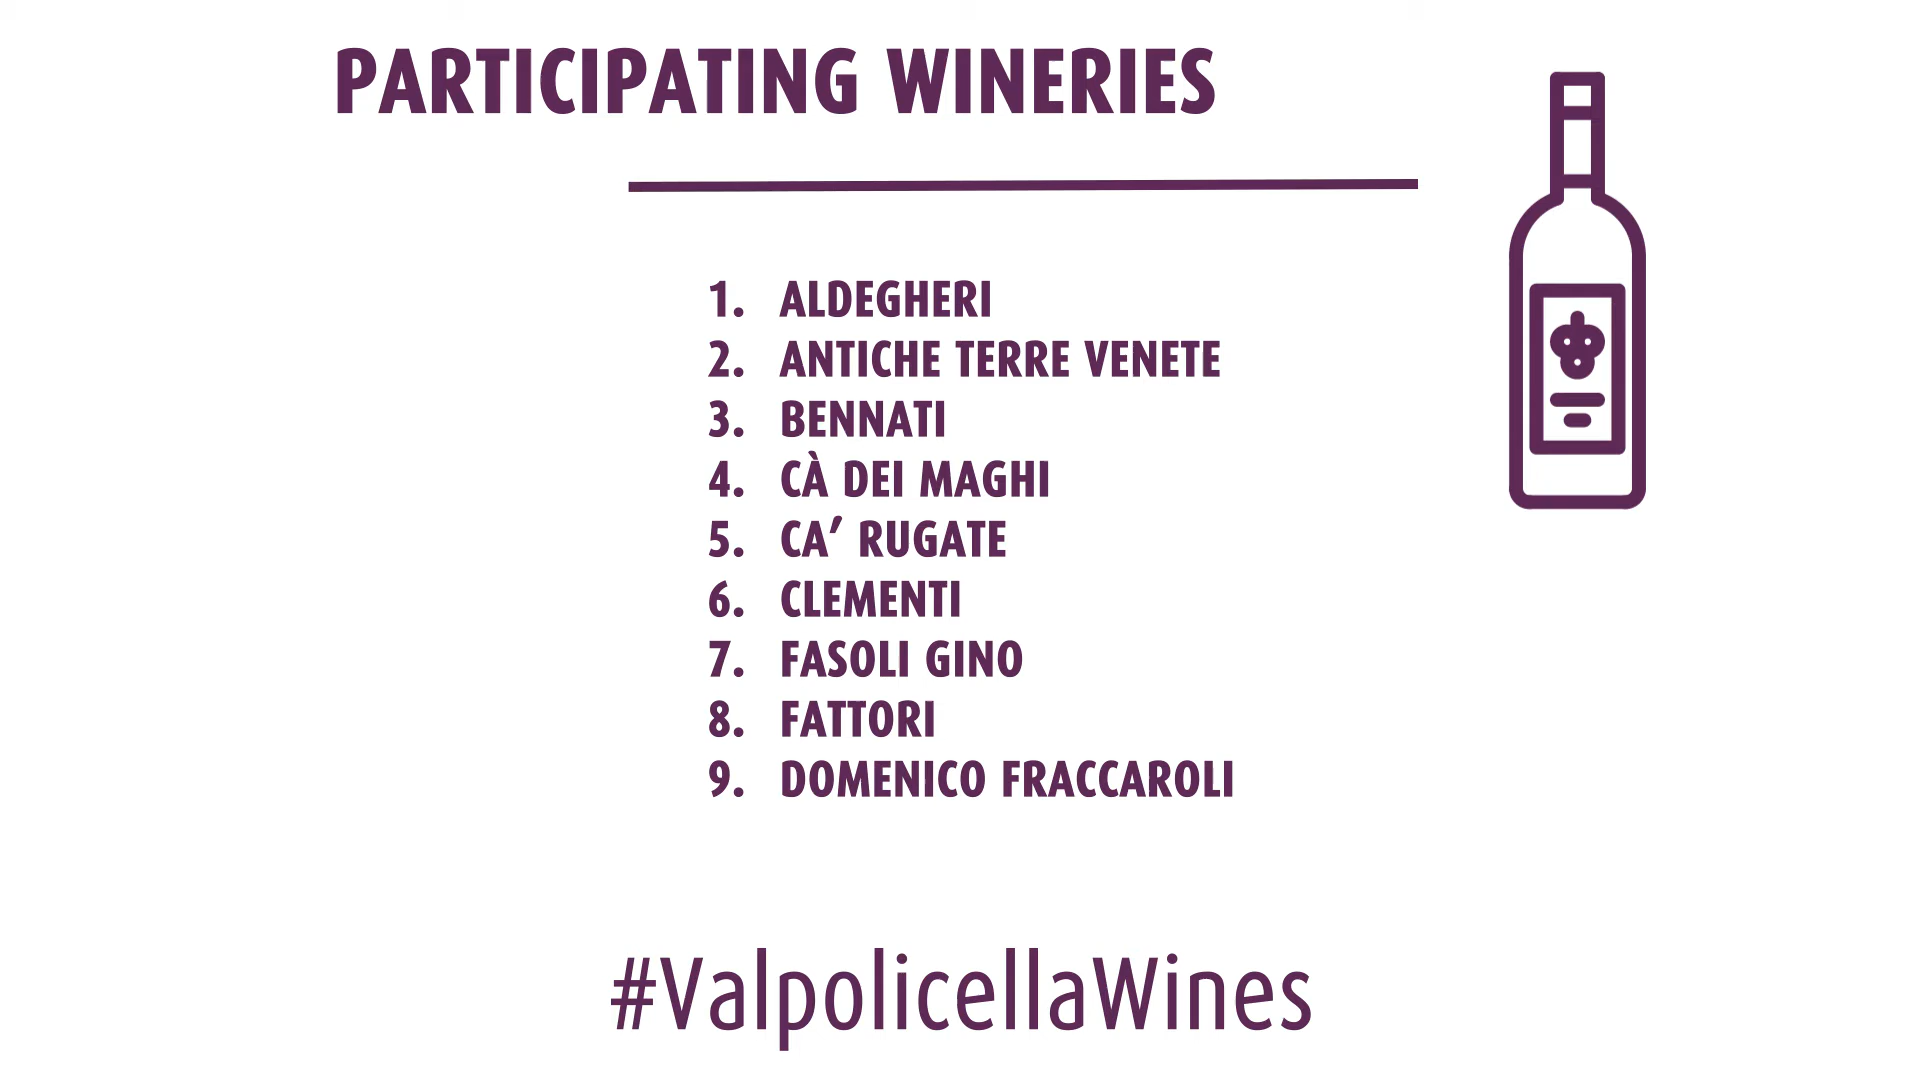 PARTICIPATING WINERIES
1. ALDEGHERI
2. ANTICHE TERRE VENETE
3. BENNATI
4. CÀ DEI MAGHI
5. CA’ RUGATE
6. CLEMENTI
7. FASOLI GINO
8. FATTORI
9. DOMENICO FRACCAROLI
#ValpolicellaWines